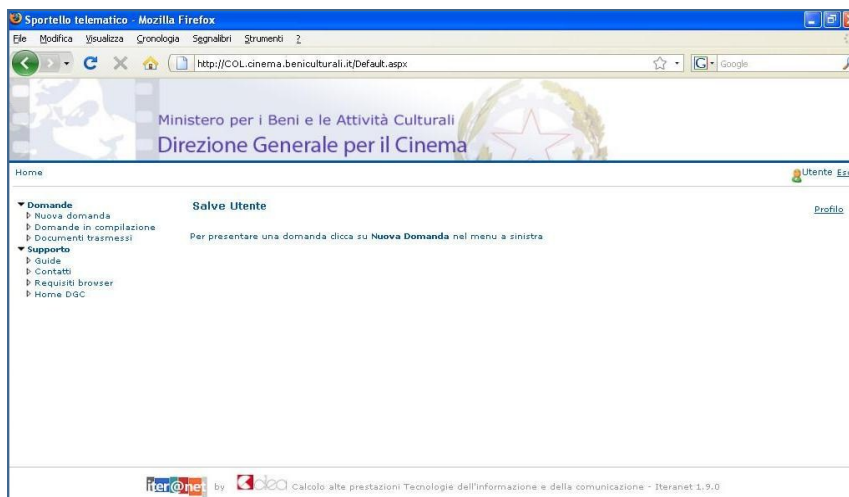 Sportello telematico - Mozilla Firefox
File Modifica Visualizza Cronologia Segnalibri Strumenti ?
http://COL.cinema.beniculturali.it/Default.aspx
Google
Ministero per i Beni e le Attività Culturali
Direzione Generale per il Cinema
Home
Utente
Domande
Nuova domanda
Domande in compilazione
Documenti trasmessi
Supporto
Guide
Contatti
Requisiti browser
Home DGC
Salve Utente
Profilo
Per presentare una domanda clicca su Nuova Domanda nel menu a sinistra
iter@net by Kdea Calcolo alte prestazioni Tecnologie dell'informazione e della comunicazione - Iteranet 1.9.0